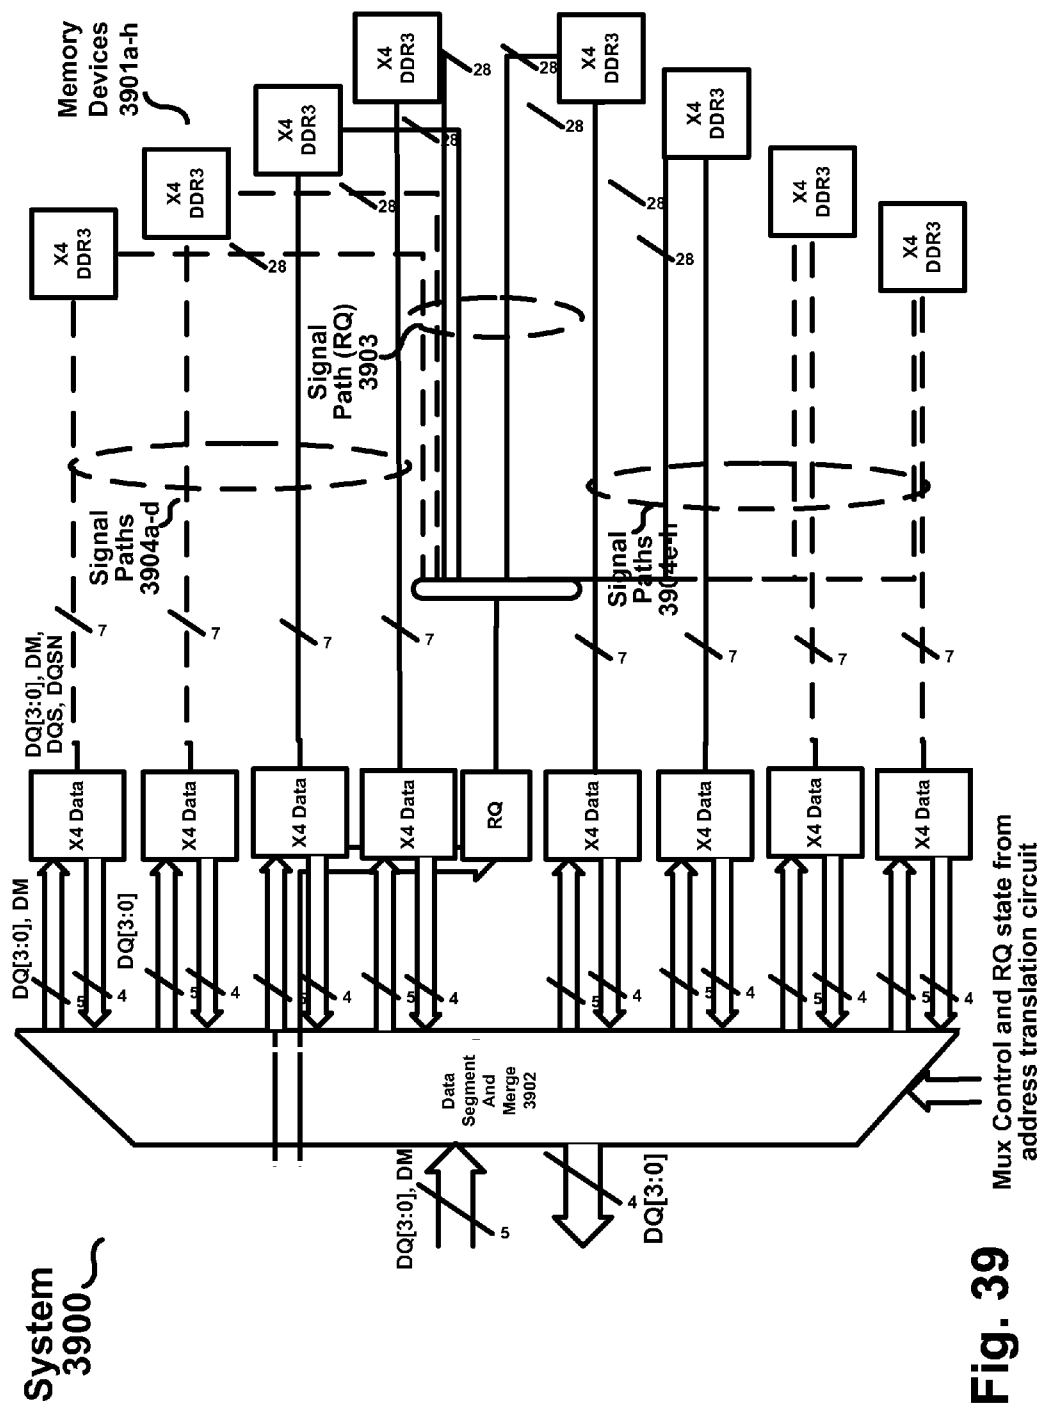 System
3900
Memory
Devices
3901a-h
X4
DDR3
X4
DDR3
X4
DDR3
X4
DDR3
X4
DDR3
X4
DDR3
X4
DDR3
X4
DDR3
28
28
28
28
28
28
28
28
Signal
Path (RQ)
3903
Signal
Paths
3904a-d
Signal
Paths
3904e-h
DQ[3:0], DM,
DQS, DQSN
7
7
7
7
7
7
7
7
X4 Data
X4 Data
X4 Data
X4 Data
RQ
X4 Data
X4 Data
X4 Data
X4 Data
DQ[3:0], DM
DQ[3:0]
5
4
5
4
5
4
5
4
5
4
5
4
5
4
5
4
Data
Segment
And
Merge
3902
DQ[3:0], DM
5
4
DQ[3:0]
Mux Control and RQ state from
address translation circuit
Fig. 39